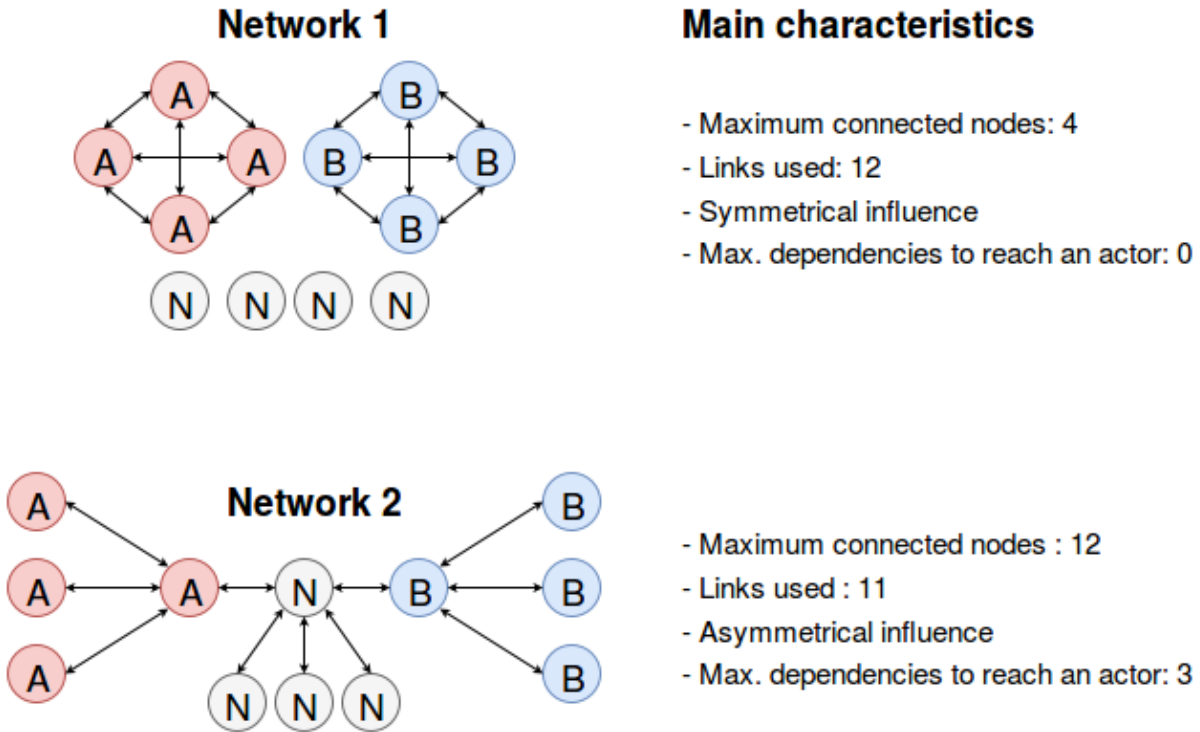 Network 1
Main characteristics
A
B
A
A
B
B
A
B
N N N N
- Maximum connected nodes: 4
- Links used: 12
- Symmetrical influence
- Max. dependencies to reach an actor: 0
Network 2
A
B
A
A
N
B
B
A
B
N N N
- Maximum connected nodes : 12
- Links used : 11
- Asymmetrical influence
- Max. dependencies to reach an actor: 3